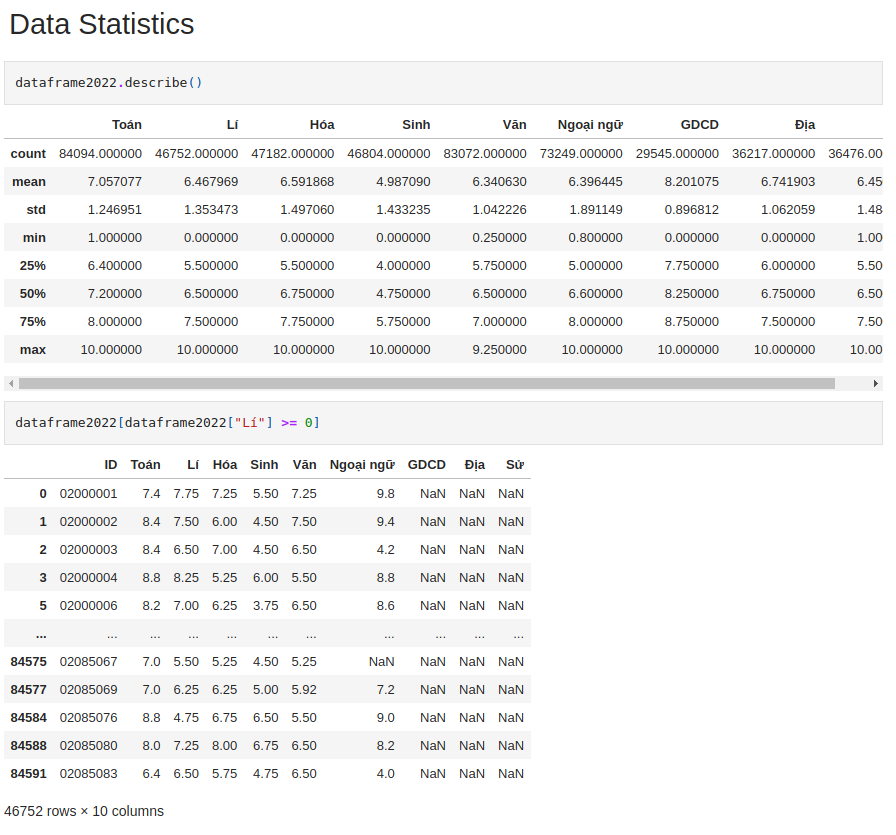 Data Statistics
dataframe2022.describe()
Toán Lí Hóa Sinh Văn Ngoại ngữ GDCD Địa
count 84094.000000 46752.000000 47182.000000 46804.000000 83072.000000 73249.000000 29545.000000 36217.000000 36476.00
mean 7.057077 6.467969 6.591868 4.987090 6.340630 6.396445 8.201075 6.741903 6.45
std 1.246951 1.353473 1.497060 1.433235 1.042226 1.891149 0.896812 1.062059 1.48
min 1.000000 0.000000 0.000000 0.000000 0.250000 0.800000 0.000000 0.000000 1.00
25% 6.400000 5.500000 5.500000 4.000000 5.750000 5.000000 7.750000 6.000000 5.50
50% 7.200000 6.500000 6.750000 4.750000 6.500000 6.600000 8.250000 6.750000 6.50
75% 8.000000 7.500000 7.750000 5.750000 7.000000 8.000000 8.750000 7.500000 7.50
max 10.000000 10.000000 10.000000 10.000000 9.250000 10.000000 10.000000 10.000000 10.00
dataframe2022[dataframe2022["Lí"] >= 0]
ID Toán Lí Hóa Sinh Văn Ngoại ngữ GDCD Địa Sử
0 02000001 7.4 7.75 7.25 5.50 7.25 9.8 NaN NaN NaN
1 02000002 8.4 7.50 6.00 4.50 7.50 9.4 NaN NaN NaN
2 02000003 8.4 6.50 7.00 4.50 6.50 4.2 NaN NaN NaN
3 02000004 8.8 8.25 5.25 6.00 5.50 8.8 NaN NaN NaN
5 02000006 8.2 7.00 6.25 3.75 6.50 8.6 NaN NaN NaN
... ... ... ... ... ... ... ... ... ... ...
84575 02085067 7.0 5.50 5.25 4.50 5.25 NaN NaN NaN NaN
84577 02085069 7.0 6.25 6.25 5.00 5.92 7.2 NaN NaN NaN
84584 02085076 8.8 4.75 6.75 6.50 5.50 9.0 NaN NaN NaN
84588 02085080 8.0 7.25 8.00 6.75 6.50 8.2 NaN NaN NaN
84591 02085083 6.4 6.50 5.75 4.75 6.50 4.0 NaN NaN NaN
46752 rows × 10 columns